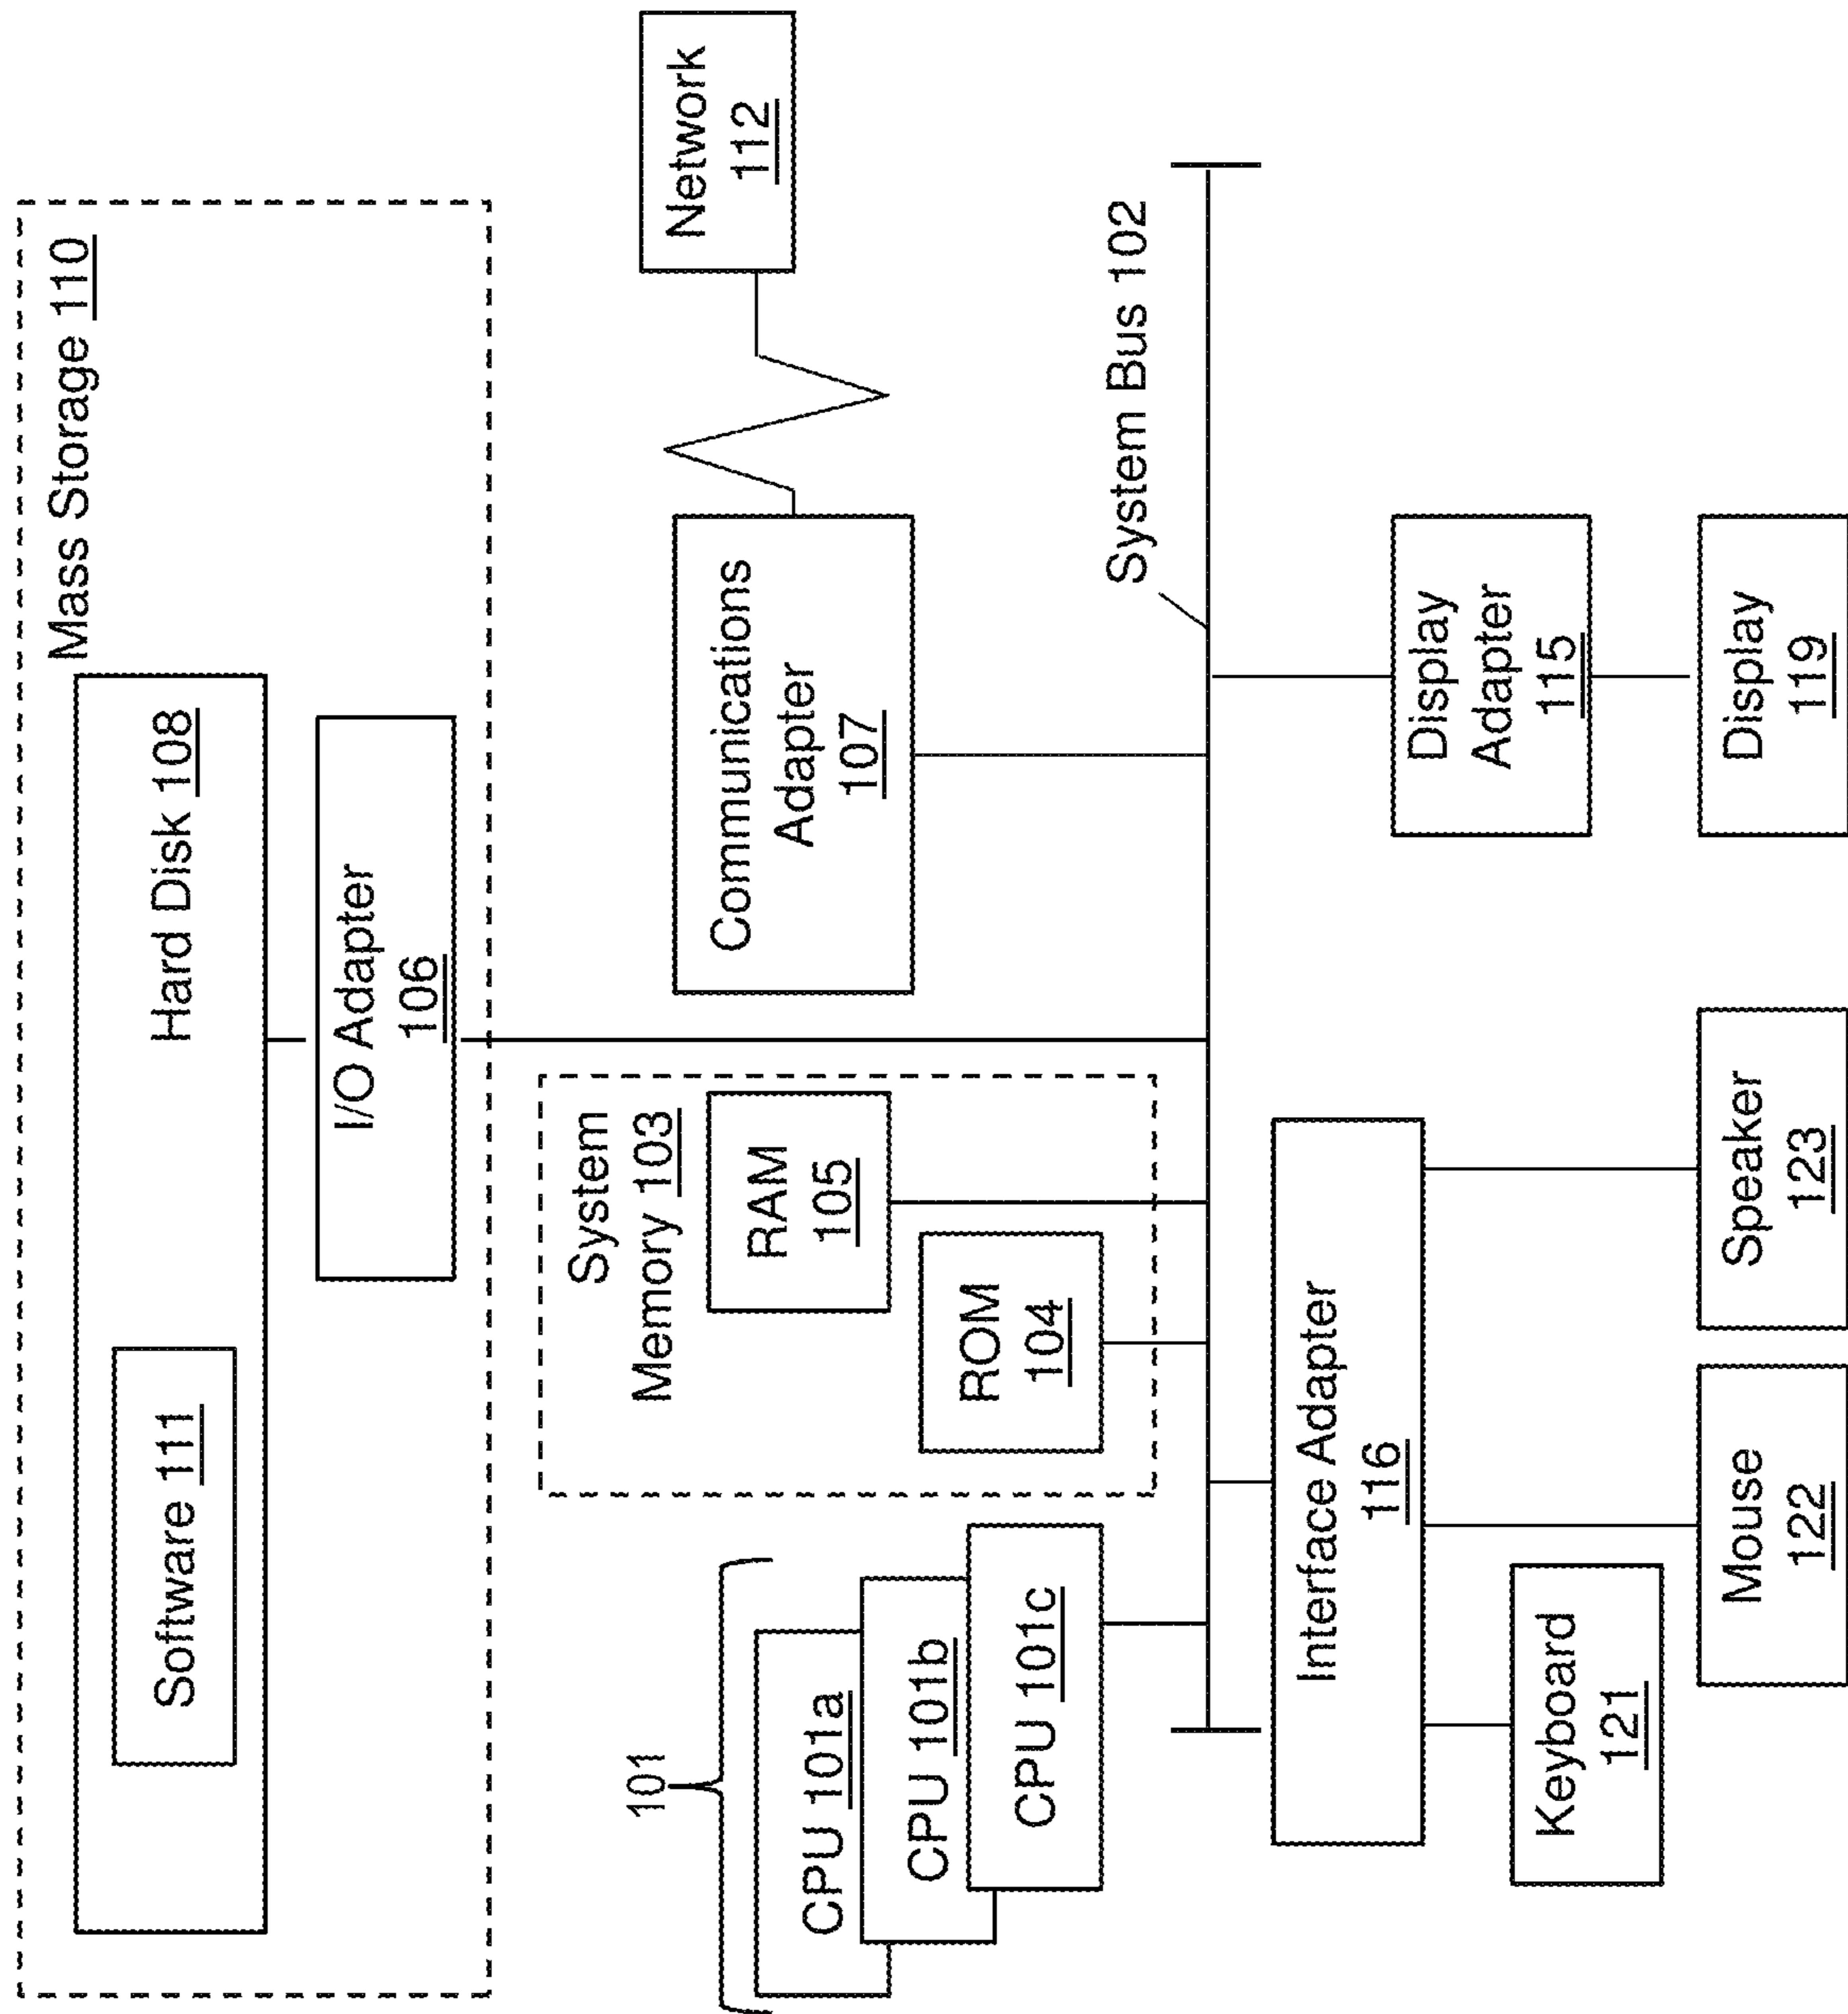 Mass Storage 110
Hard Disk 108
Software 111
I/O Adapter
106
System
Memory 103
RAM
105
ROM
104
101
CPU 101a
CPU 101b
CPU 101c
Communications
Adapter
107
Network
112
System Bus 102
Interface Adapter
116
Display
Adapter
115
Keyboard
121
Mouse
122
Speaker
123
Display
119